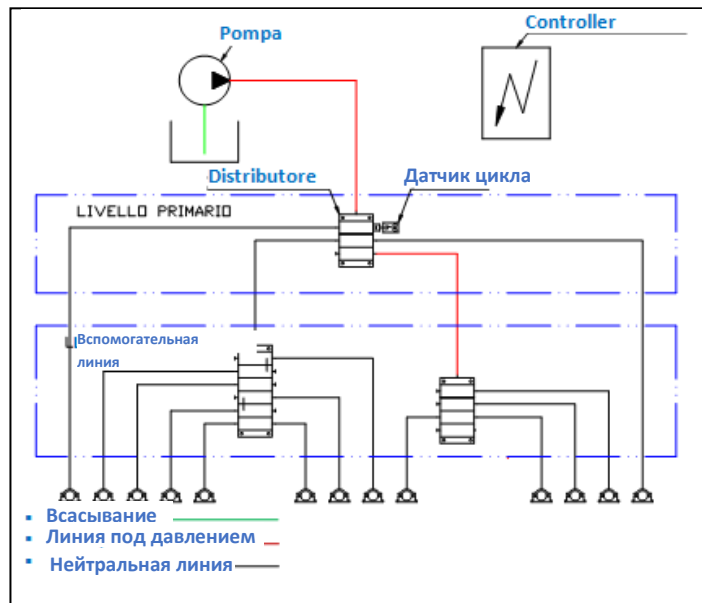 Pompa
Controller
Distributore
Датчик цикла
LIVELLO PRIMARIO
Вспомогательная
линия
Всасывание
Линия под давлением
Нейтральная линия